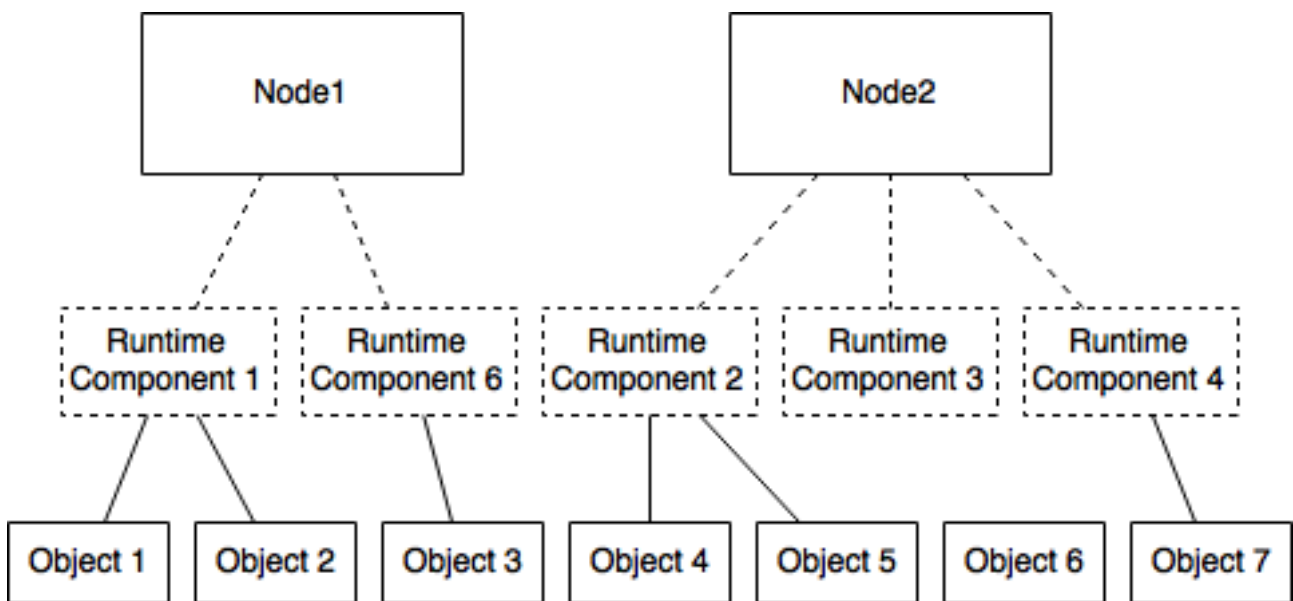 Node1
Node2
Runtime
Component 1
Runtime
Component 6
Runtime
Component 2
Runtime
Component 3
Runtime
Component 4
Object 1
Object 2
Object 3
Object 4
Object 5
Object 6
Object 7